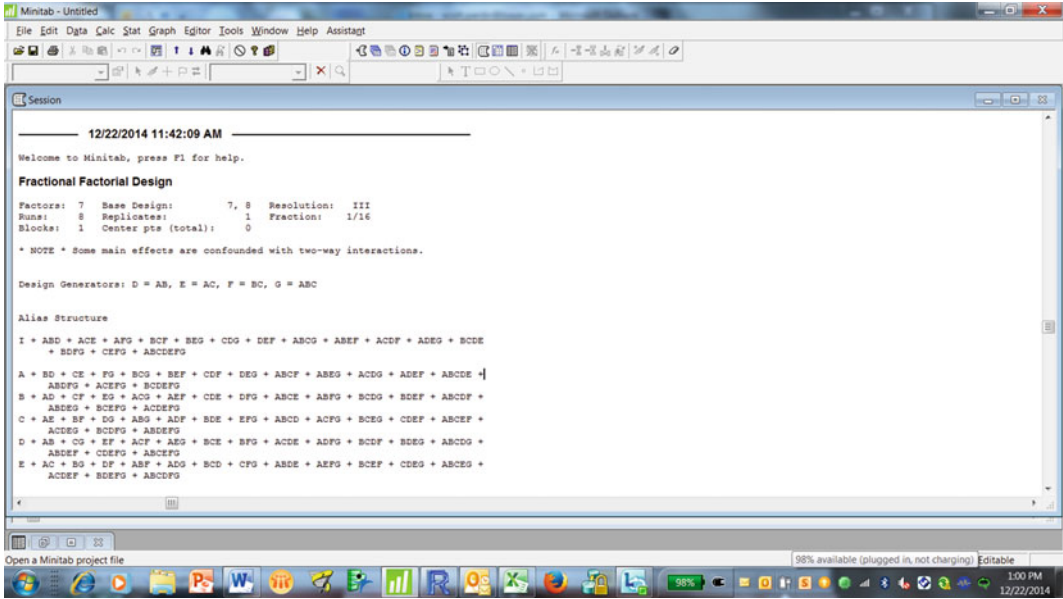 Minitab - Untitled
File Edit Data Calc Stat Graph Editor Tools Window Help Assistant
Session
12/22/2014 11:42:09 AM
Welcome to Minitab, press F1 for help.
Fractional Factorial Design
Factors: 7 Base Design: 7, 8 Resolution: III
Runs: 8 Replicates: 1 Fraction: 1/16
Blocks: 1 Center pts (total): 0
* NOTE * Some main effects are confounded with two-way interactions.
Design Generators: D = AB, E = AC, F = BC, G = ABC
Alias Structure
I + ABD + ACE + AFG + BCF + BEG + CDG + DEF + ABCG + ABEF + ACDF + ADEG + BCDE
+ BDFG + CEFG + ABCDEFG
A + BD + CE + FG + BCG + BEF + CDF + DEG + ABCF + ABEG + ACDG + ADEF + ABCDE +
ABDFG + ACEFG + BCDEFG
B + AD + CF + EG + ACG + AEF + CDE + DFG + ABCE + ABFG + BCDG + BDEF + ABCDF +
ABDEG + BCEFG + ACDEFG
C + AE + BF + DG + ABG + ADF + BDE + EFG + ABCD + ACFG + BCEG + CDEF + ABCEF +
ACDEG + BCDFG + ABDEFG
D + AB + CG + EF + ACF + AEG + BCE + BFG + ACDE + ADFG + BCDF + BDEG + ABCDG +
ABDEF + CDEFG + ABCEFG
E + AC + BG + DF + ABF + ADG + BCD + CFG + ABDE + AEFG + BCEF + CDEG + ABCEG +
ACDEF + BDEFG + ABCDFG
Open a Minitab project file
98% available (plugged in, not charging)
Editable
98%
1:00 PM
12/22/2014